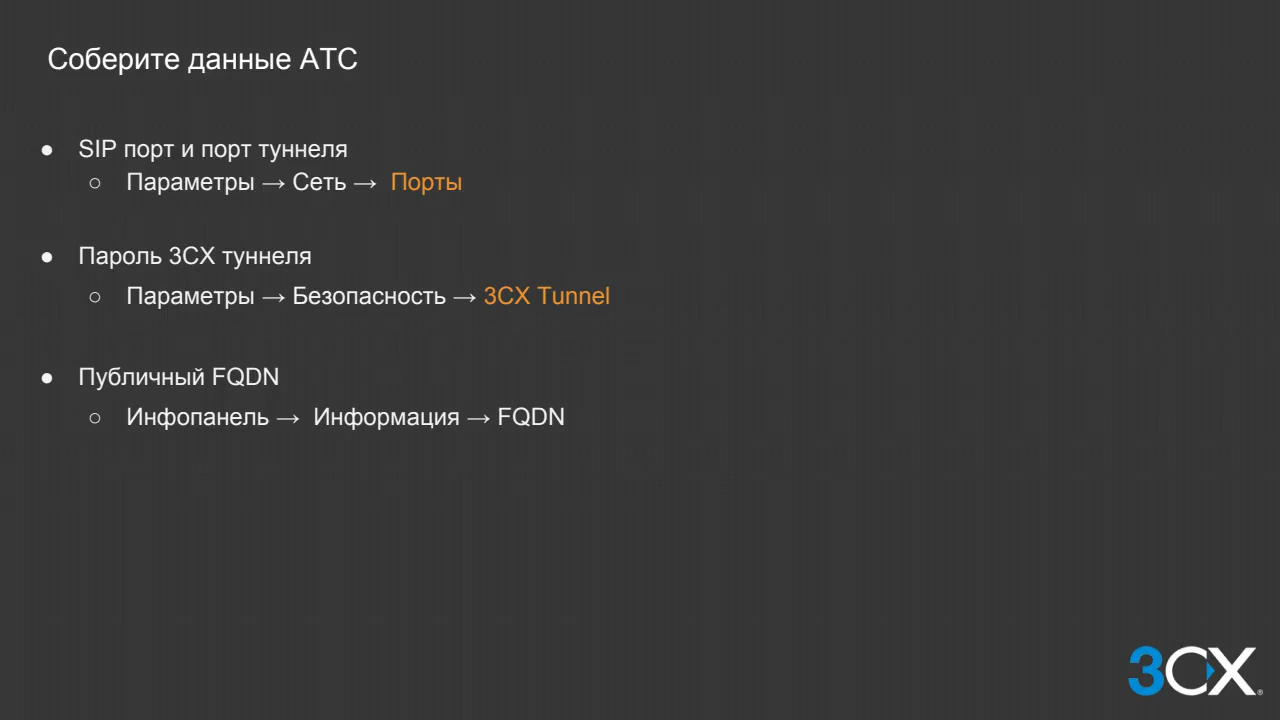 Соберите данные АТС
● SIP порт и порт туннеля
○ Параметры → Сеть → Порты
● Пароль 3CX туннеля
○ Параметры → Безопасность → 3CX Tunnel
● Публичный FQDN
○ Инфопанель → Информация → FQDN
3CX®